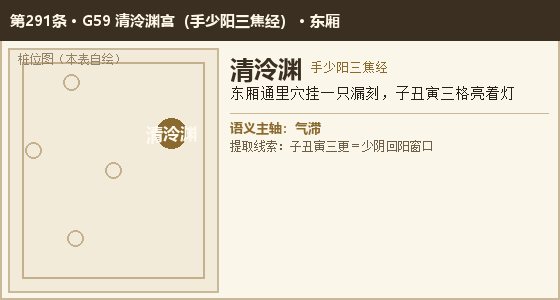 第291条・G59 清泠渊宫（手少阳三焦经）・东厢
桩位图（本表自绘）
清泠渊
清泠渊 手少阳三焦经
东厢通里穴挂一只漏刻，子丑寅三格亮着灯
语义主轴：气滞
提取线索：子丑寅三更＝少阴回阳窗口